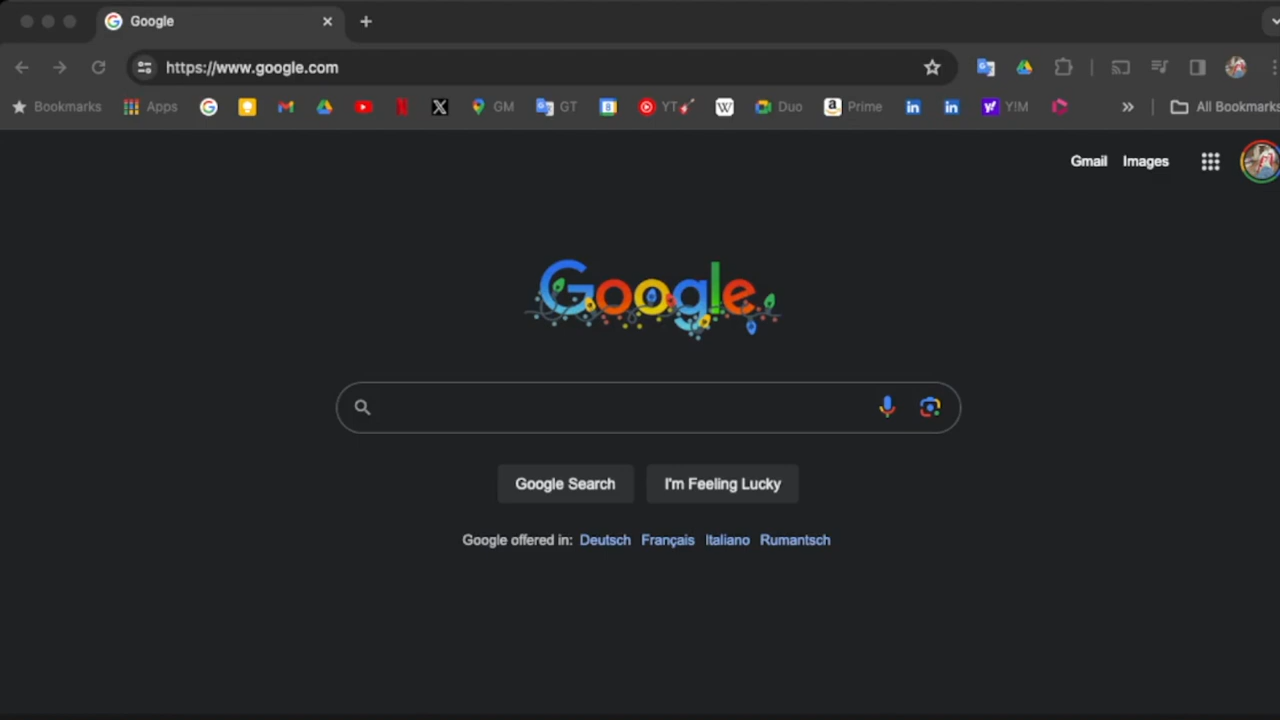 Google
https://www.google.com
Bookmarks Apps GM GT YT Duo Prime Y!M » All Bookmarks
Gmail Images
Google
Google Search I'm Feeling Lucky
Google offered in: Deutsch Français Italiano Rumantsch